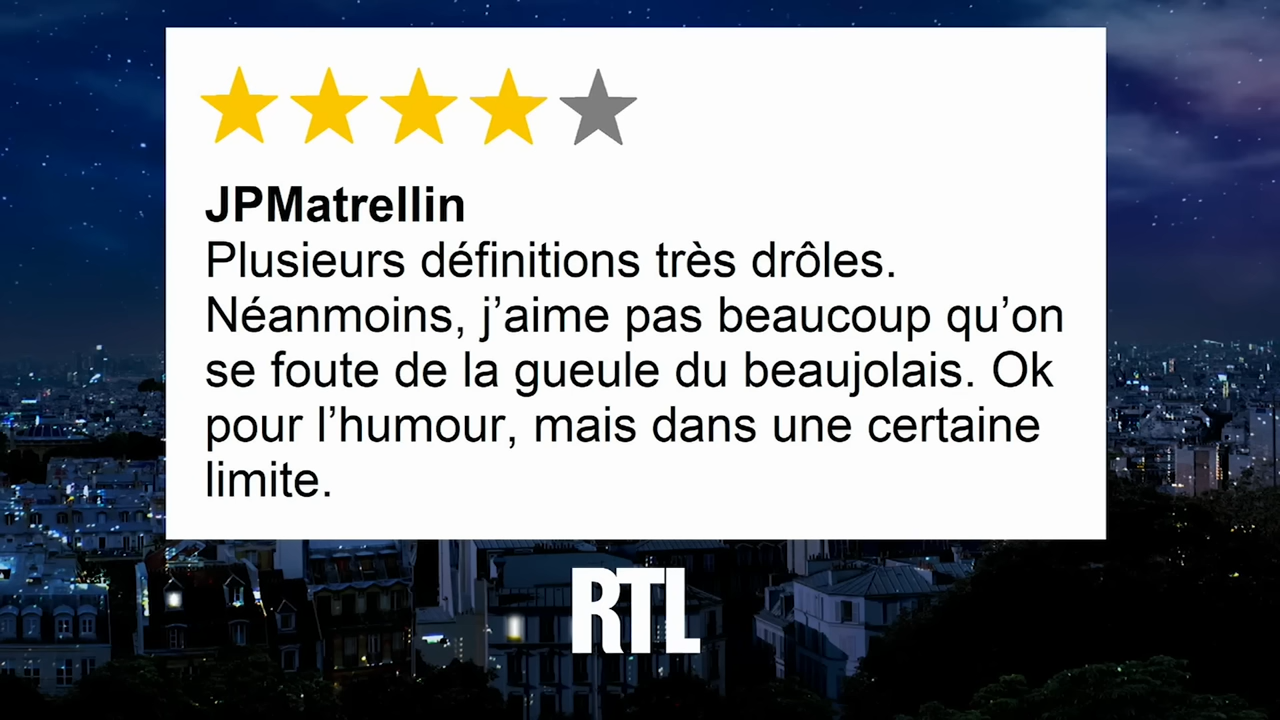 JPMatrellin
Plusieurs définitions très drôles.
Néanmoins, j’aime pas beaucoup qu’on
se foute de la gueule du beaujolais. Ok
pour l’humour, mais dans une certaine
limite.
RTL